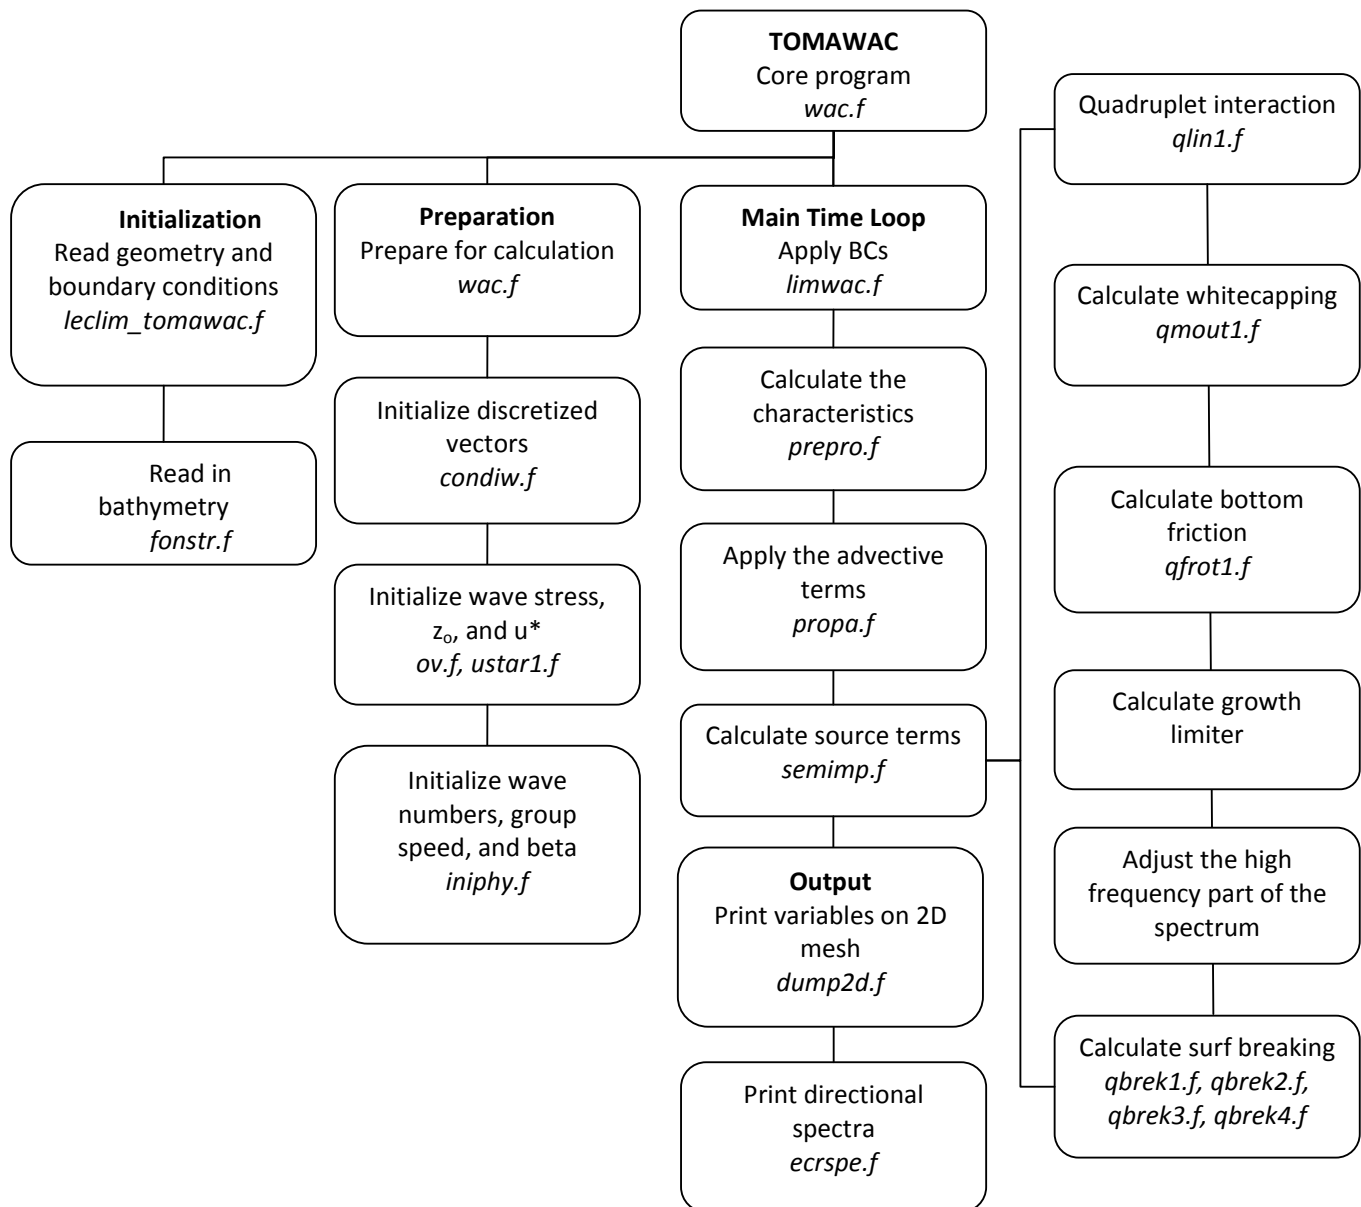 TOMAWAC
Core program
wac.f
Initialization
Read geometry and
boundary conditions
leclim_tomawac.f
Read in
bathymetry
fonstr.f
Preparation
Prepare for calculation
wac.f
Initialize discretized
vectors
condiw.f
Initialize wave stress,
zₒ, and u*
ov.f, ustar1.f
Initialize wave
numbers, group
speed, and beta
iniphy.f
Main Time Loop
Apply BCs
limwac.f
Calculate the
characteristics
prepro.f
Apply the advective
terms
propa.f
Calculate source terms
semimp.f
Output
Print variables on 2D
mesh
dump2d.f
Print directional
spectra
ecrspe.f
Quadruplet interaction
qlin1.f
Calculate whitecapping
qmout1.f
Calculate bottom
friction
qfrot1.f
Calculate growth
limiter
Adjust the high
frequency part of the
spectrum
Calculate surf breaking
qbrek1.f, qbrek2.f,
qbrek3.f, qbrek4.f